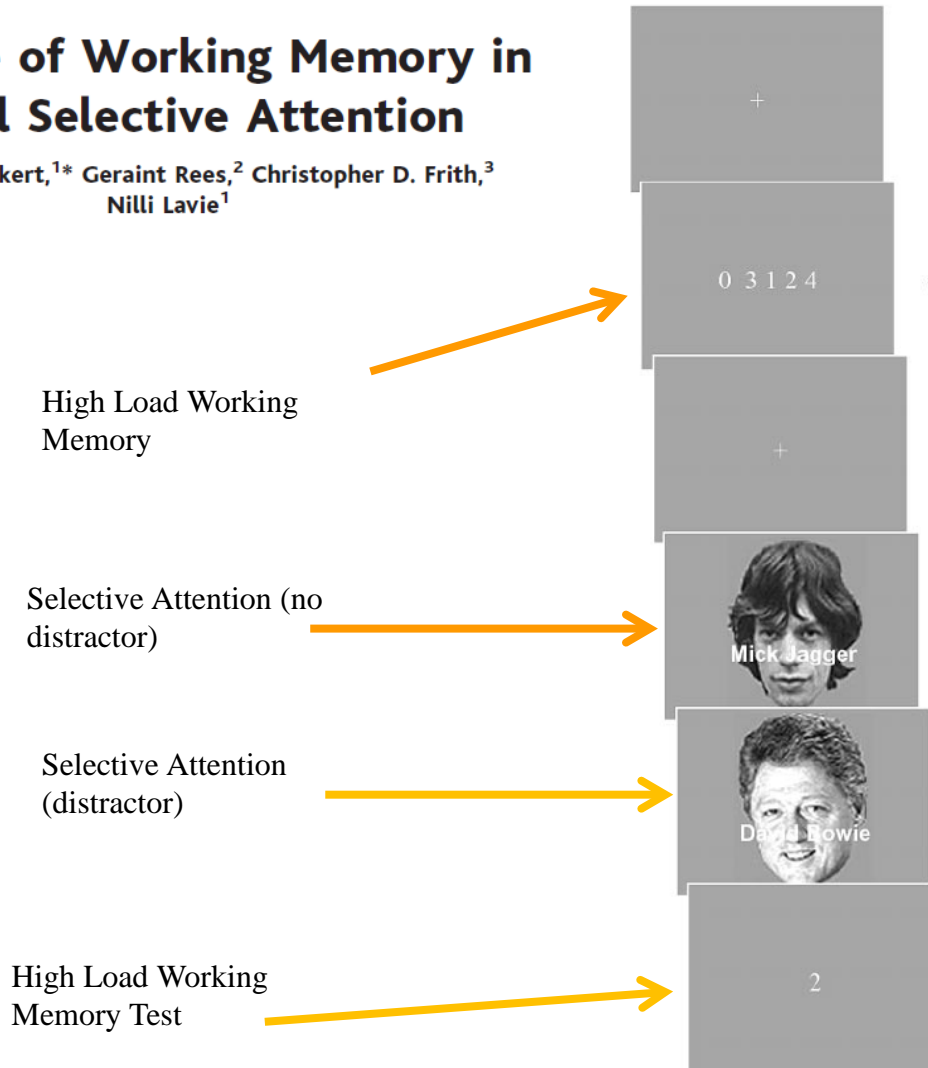 of Working Memory in
Selective Attention
kert,¹* Geraint Rees,² Christopher D. Frith,³
Nilli Lavie¹
0 3 1 2 4
High Load Working
Memory
Selective Attention (no
distractor)
Mick Jagger
Selective Attention
(distractor)
David Bowie
High Load Working
Memory Test
2